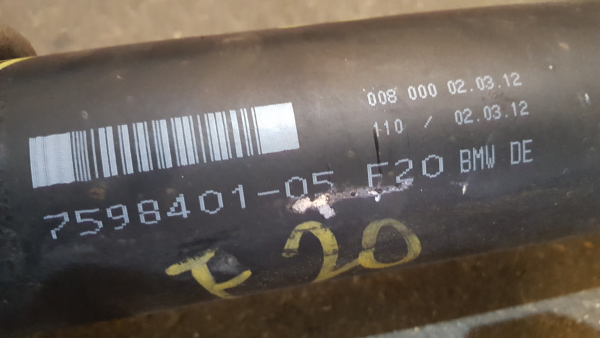 008 000 02.03.12
110 / 02.03.12
7598401-05 F20 BMW DE
F20